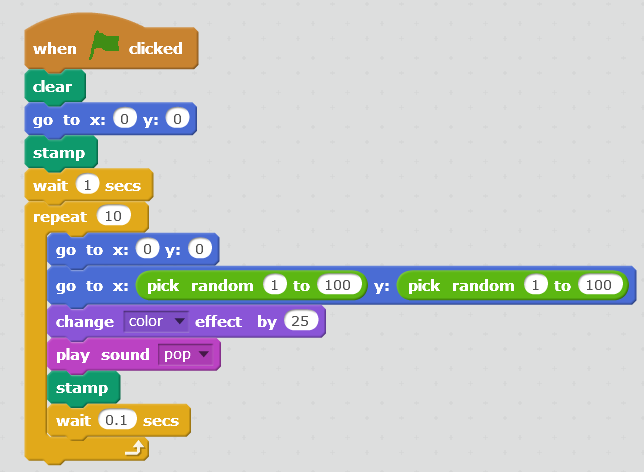 when clicked
clear
go to x: 0 y: 0
stamp
wait 1 secs
repeat 10
go to x: 0 y: 0
go to x: pick random 1 to 100 y: pick random 1 to 100
change color effect by 25
play sound pop
stamp
wait 0.1 secs